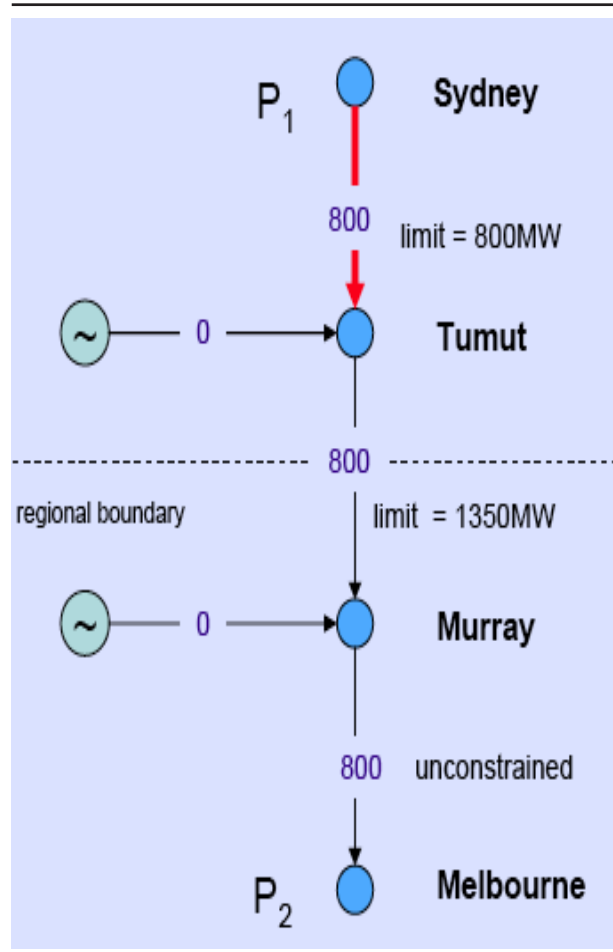 P₁ Sydney
800 limit = 800MW
~ 0 Tumut
800
regional boundary
limit = 1350MW
~ 0 Murray
800 unconstrained
P₂ Melbourne